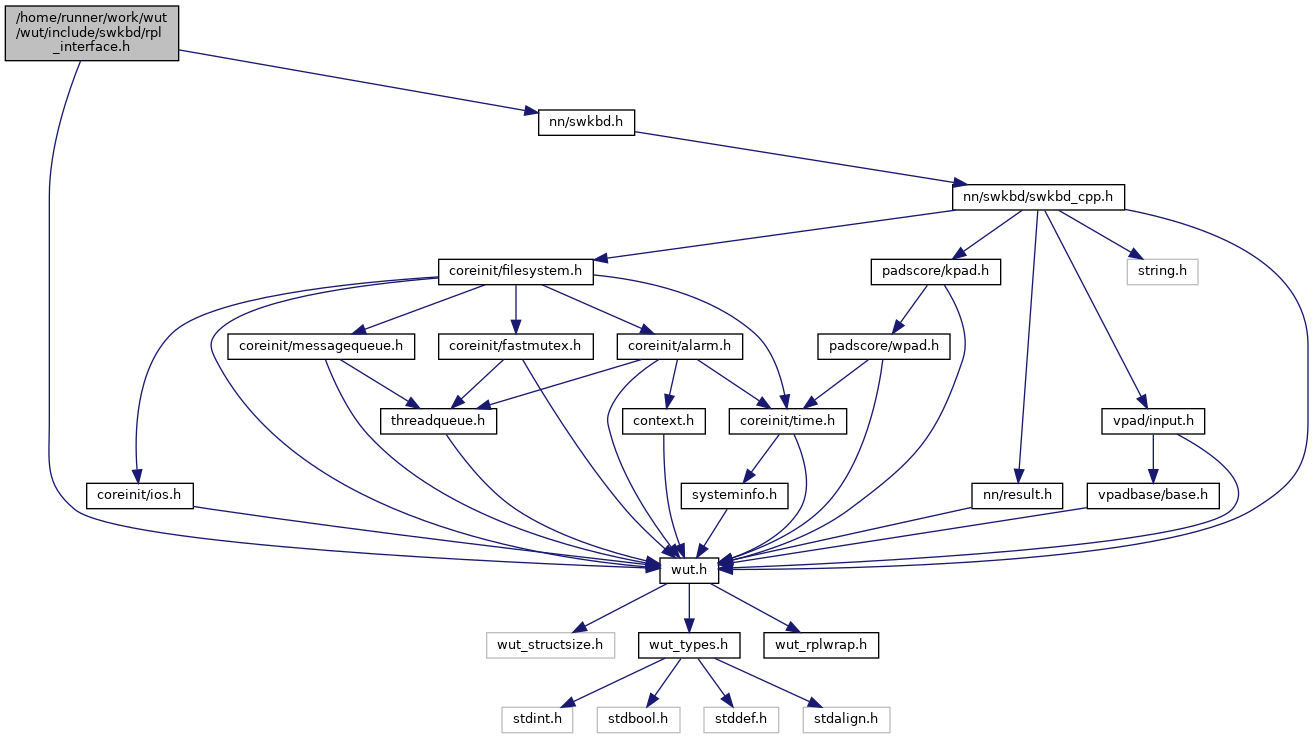 /home/runner/work/wut
/wut/include/swkbd/rpl
_interface.h
nn/swkbd.h
nn/swkbd/swkbd_cpp.h
coreinit/filesystem.h
padscore/kpad.h
string.h
coreinit/messagequeue.h
coreinit/fastmutex.h
coreinit/alarm.h
padscore/wpad.h
threadqueue.h
context.h
coreinit/time.h
vpad/input.h
coreinit/ios.h
systeminfo.h
nn/result.h
vpadbase/base.h
wut.h
wut_structsize.h
wut_types.h
wut_rplwrap.h
stdint.h
stdbool.h
stddef.h
stdalign.h